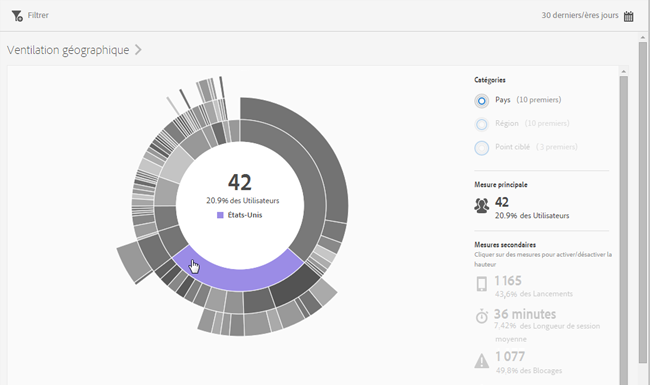 Filtrer
30 derniers/ères jours
Ventilation géographique
42
20.9% des Utilisateurs
États-Unis
Catégories
Pays (10 premiers)
Région (10 premiers)
Point ciblé (3 premiers)
Mesure principale
42
20.9% des Utilisateurs
Mesures secondaires
Cliquer sur des mesures pour activer/désactiver la
hauteur
1 165
43,6% des Lancements
36 minutes
7,42% des Longueur de session
moyenne
1 077
49,8% des Blocages